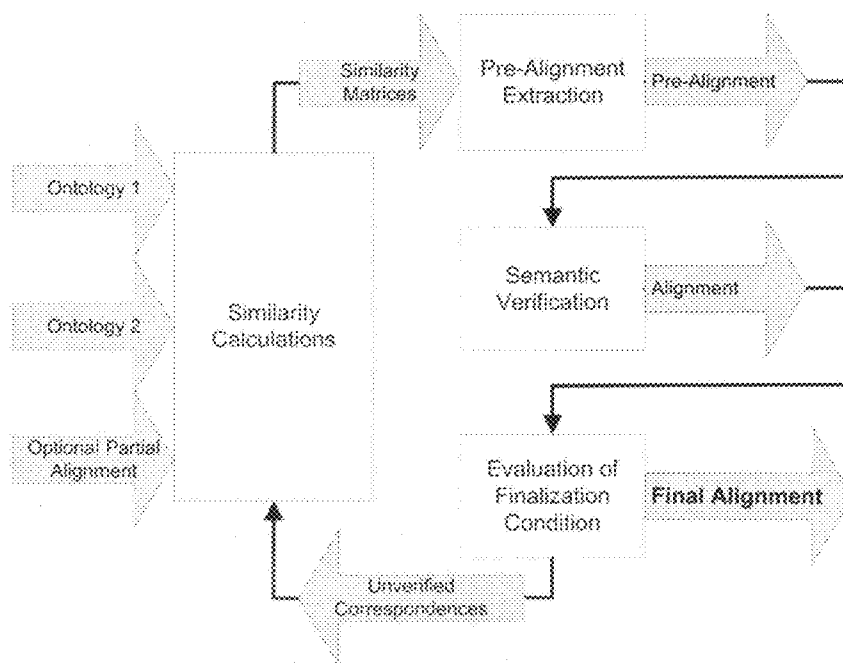 Similarity
Matrices
Pre-Alignment
Extraction
Pre-Alignment
Ontology 1
Ontology 2
Optional Partial
Alignment
Similarity
Calculations
Semantic
Verification
Alignment
Evaluation of
Finalization
Condition
Final Alignment
Unverified
Correspondences